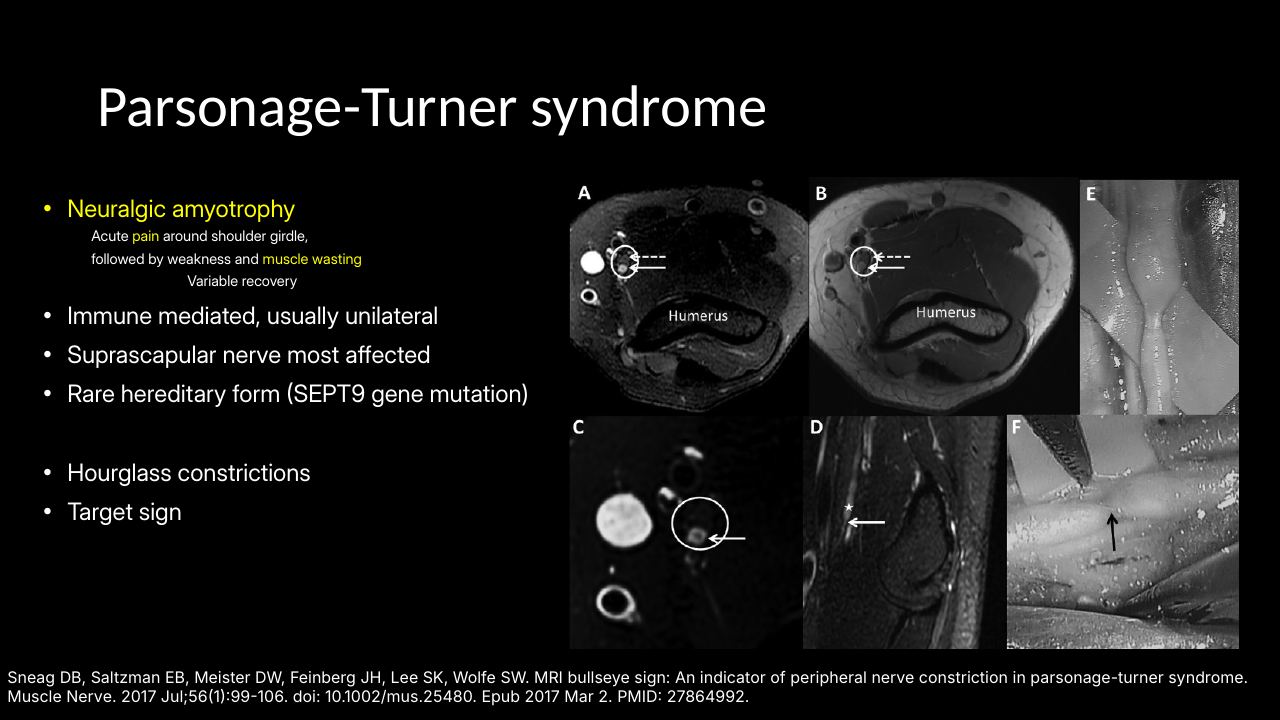 Parsonage-Turner syndrome
• Neuralgic amyotrophy
Acute pain around shoulder girdle,
followed by weakness and muscle wasting
Variable recovery
• Immune mediated, usually unilateral
• Suprascapular nerve most affected
• Rare hereditary form (SEPT9 gene mutation)
• Hourglass constrictions
• Target sign
A
B
E
Humerus
Humerus
C
D
F
Sneag DB, Saltzman EB, Meister DW, Feinberg JH, Lee SK, Wolfe SW. MRI bullseye sign: An indicator of peripheral nerve constriction in parsonage-turner syndrome.
Muscle Nerve. 2017 Jul;56(1):99-106. doi: 10.1002/mus.25480. Epub 2017 Mar 2. PMID: 27864992.